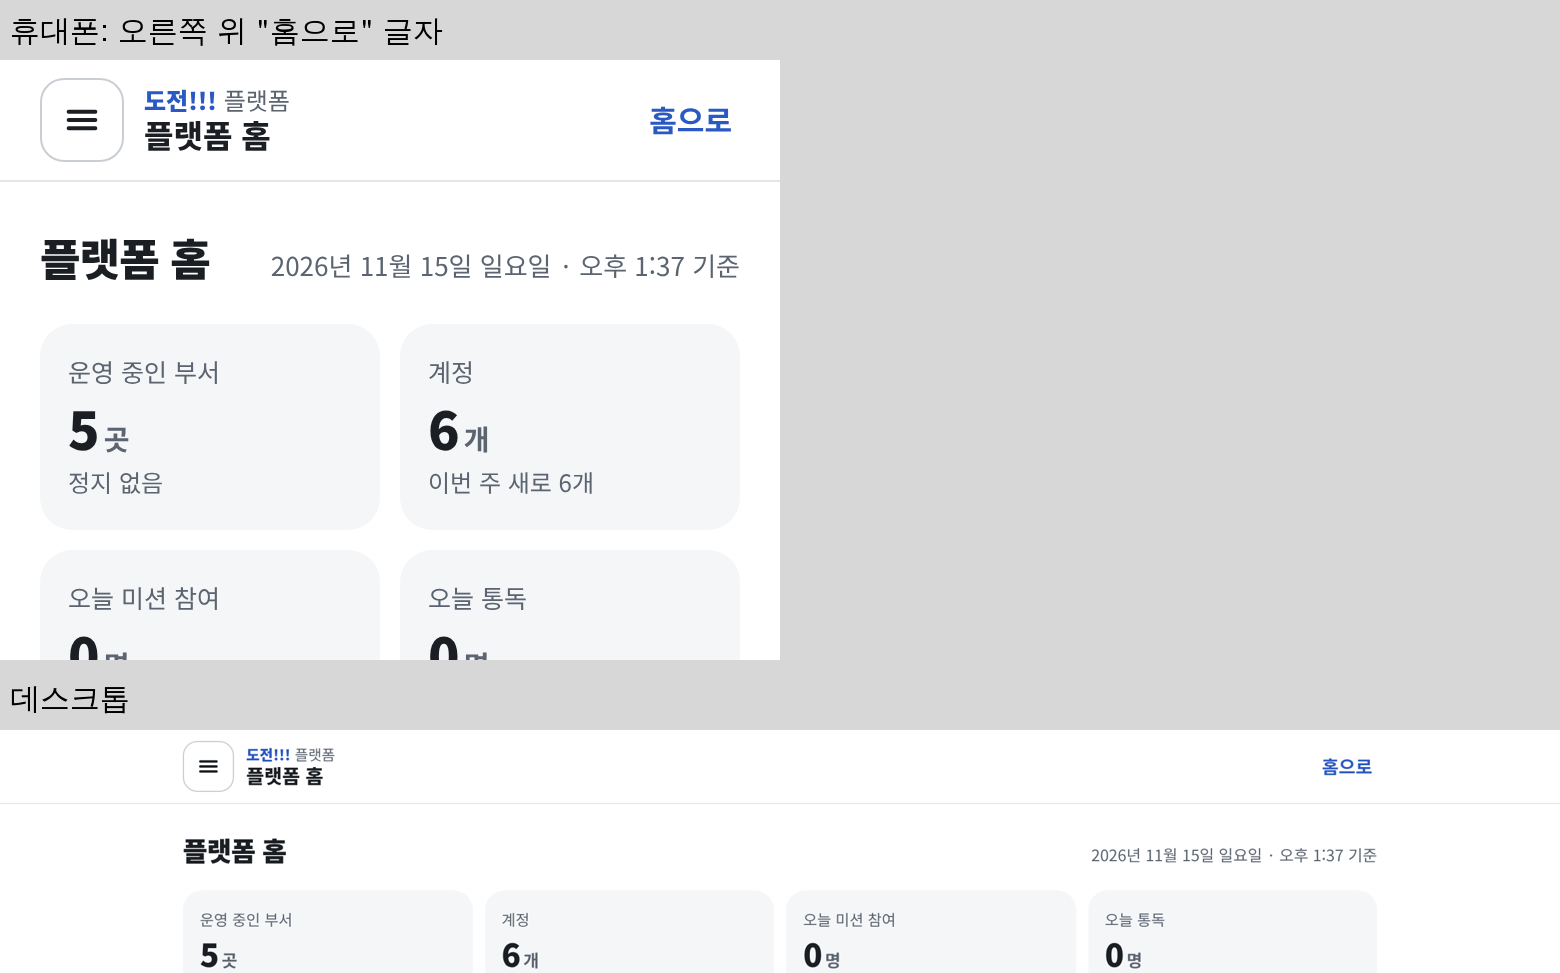 휴대폰: 오른쪽 위 "홈으로" 글자
도전!!! 플랫폼
플랫폼 홈
홈으로
플랫폼 홈
2026년 11월 15일 일요일 · 오후 1:37 기준
운영 중인 부서
5 곳
정지 없음
계정
6 개
이번 주 새로 6개
오늘 미션 참여
0 명
오늘 통독
0 명
데스크톱
도전!!! 플랫폼
플랫폼 홈
홈으로
플랫폼 홈
2026년 11월 15일 일요일 · 오후 1:37 기준
운영 중인 부서
5 곳
계정
6 개
오늘 미션 참여
0 명
오늘 통독
0 명